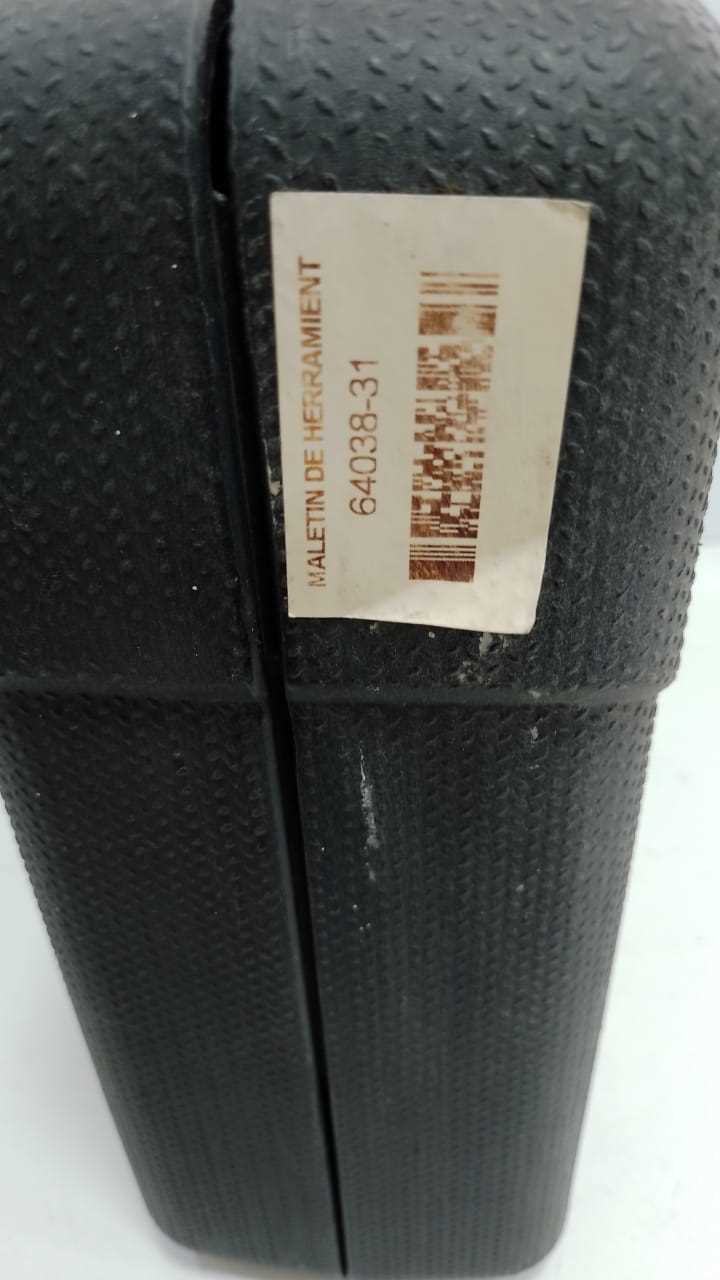 MALETIN DE HERRAMIENT
64038-31